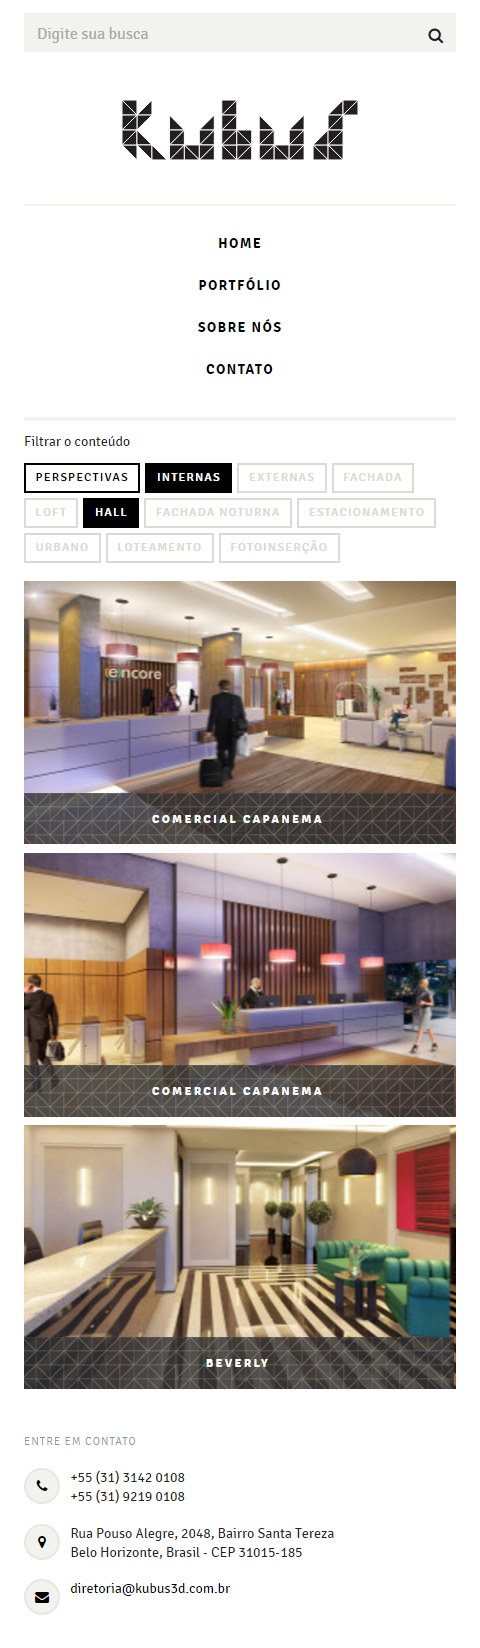 Digite sua busca
Kubus
HOME
PORTFÓLIO
SOBRE NÓS
CONTATO
Filtrar o conteúdo
PERSPECTIVAS INTERNAS EXTERNAS FACHADA
LOFT HALL FACHADA NOTURNA ESTACIONAMENTO
URBANO LOTEAMENTO FOTOINSERÇÃO
encore
COMERCIAL CAPANEMA
COMERCIAL CAPANEMA
BEVERLY
ENTRE EM CONTATO
+55 (31) 3142 0108
+55 (31) 9219 0108
Rua Pouso Alegre, 2048, Bairro Santa Tereza
Belo Horizonte, Brasil - CEP 31015-185
diretoria@kubus3d.com.br